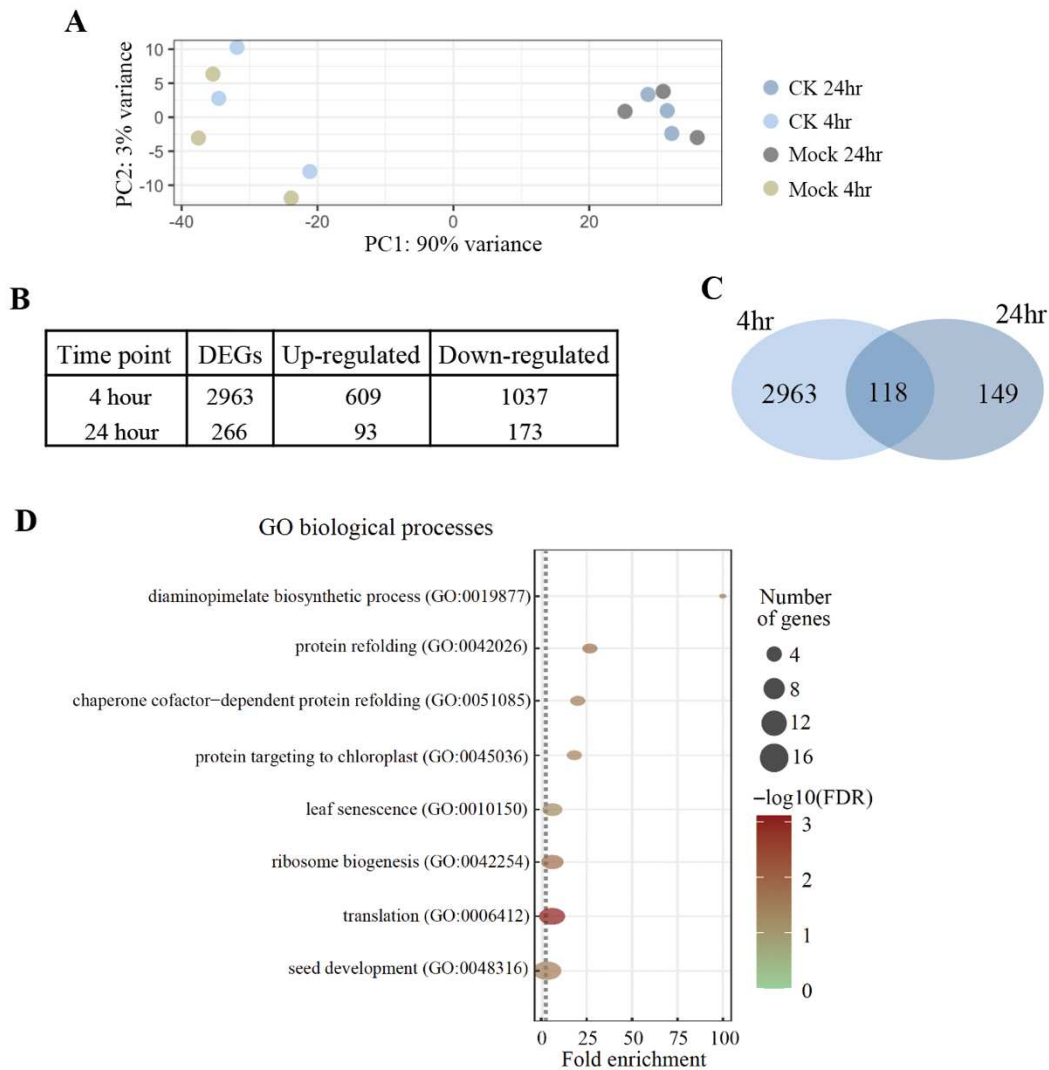 A
10
5
0
-5
-10
PC2: 3% variance
-40
-20
0
20
PC1: 90% variance
CK 24hr
CK 4hr
Mock 24hr
Mock 4hr
B
Time point DEGs Up-regulated Down-regulated
4 hour 2963 609 1037
24 hour 266 93 173
C
4hr
24hr
2963 118 149
D
GO biological processes
diaminopimelate biosynthetic process (GO:0019877)
protein refolding (GO:0042026)
chaperone cofactor−dependent protein refolding (GO:0051085)
protein targeting to chloroplast (GO:0045036)
leaf senescence (GO:0010150)
ribosome biogenesis (GO:0042254)
translation (GO:0006412)
seed development (GO:0048316)
0 25 50 75 100
Fold enrichment
Number
of genes
4
8
12
16
−log10(FDR)
3
2
1
0